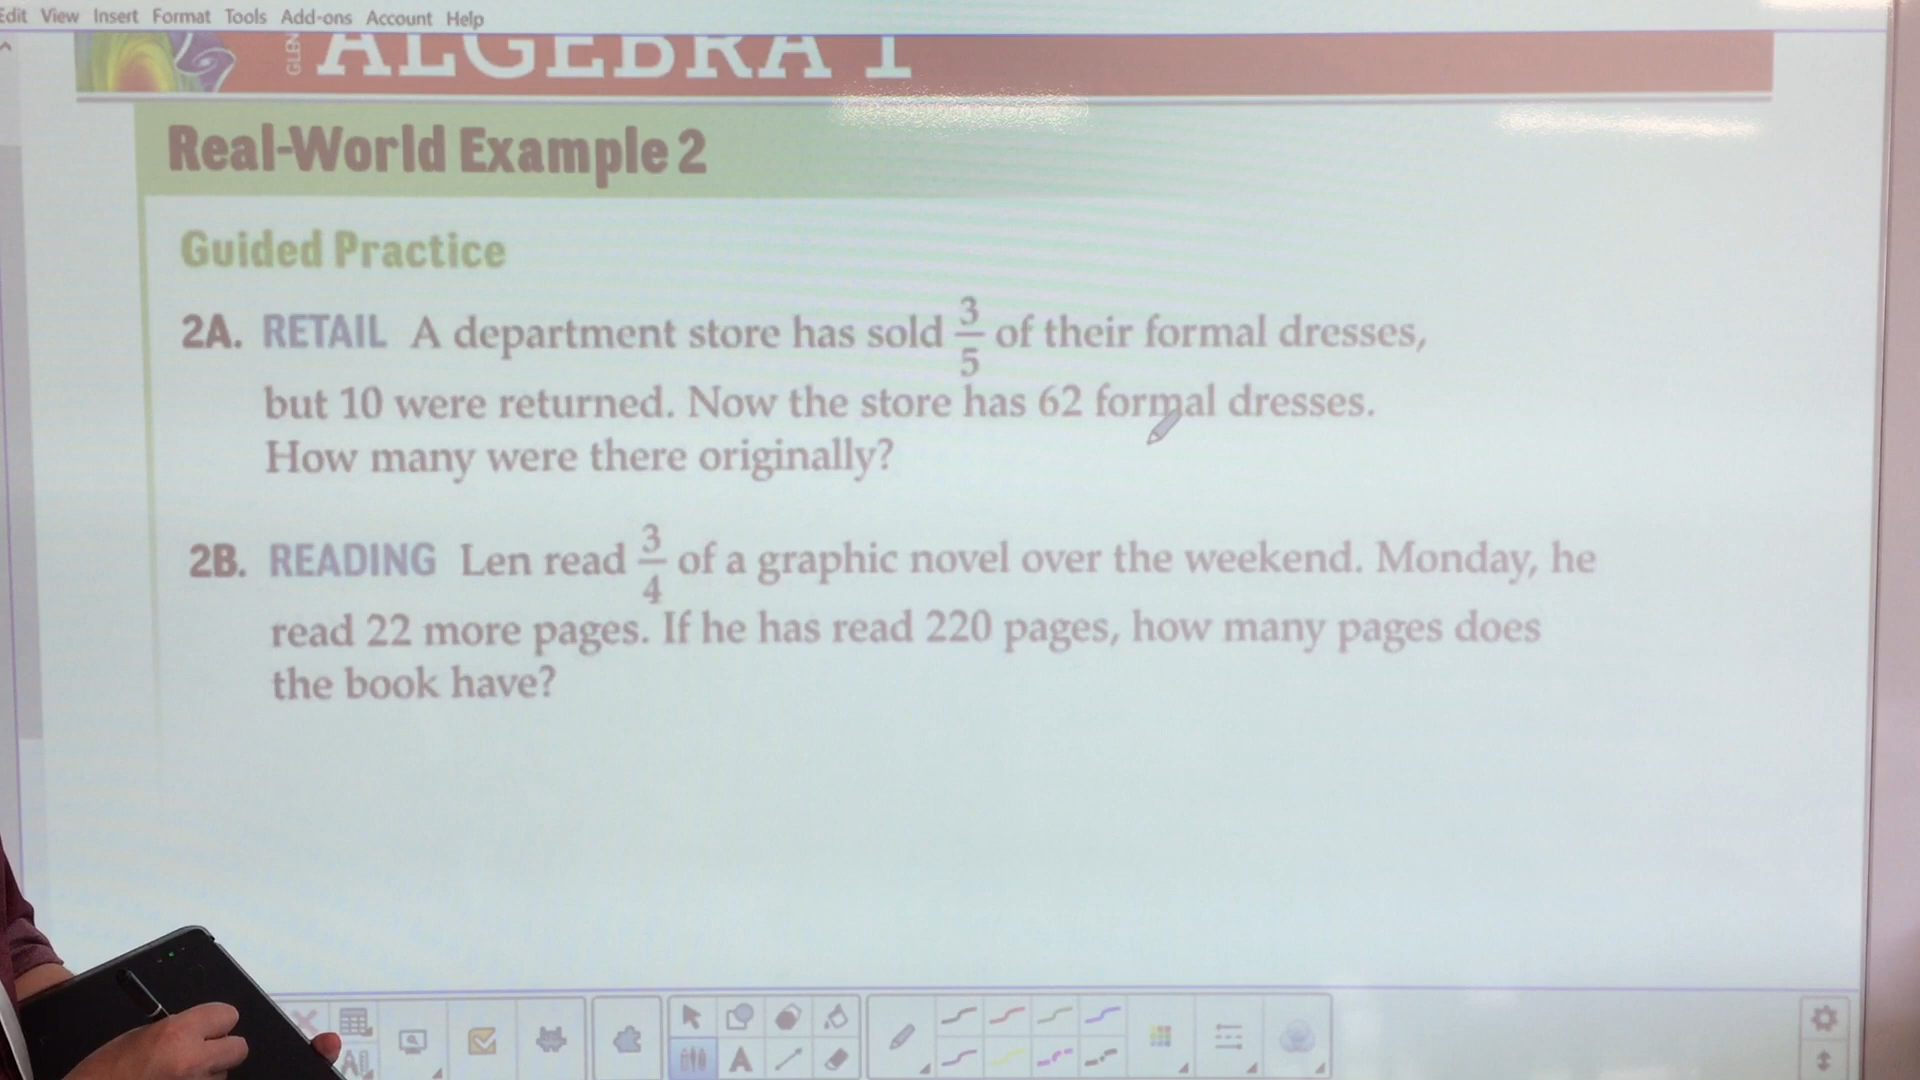 Edit View Insert Format Tools Add-ons Account Help
GLEN ALGEBRA 1
Real-World Example 2
Guided Practice
2A. RETAIL A department store has sold 3/5 of their formal dresses,
but 10 were returned. Now the store has 62 formal dresses.
How many were there originally?
2B. READING Len read 3/4 of a graphic novel over the weekend. Monday, he
read 22 more pages. If he has read 220 pages, how many pages does
the book have?
A